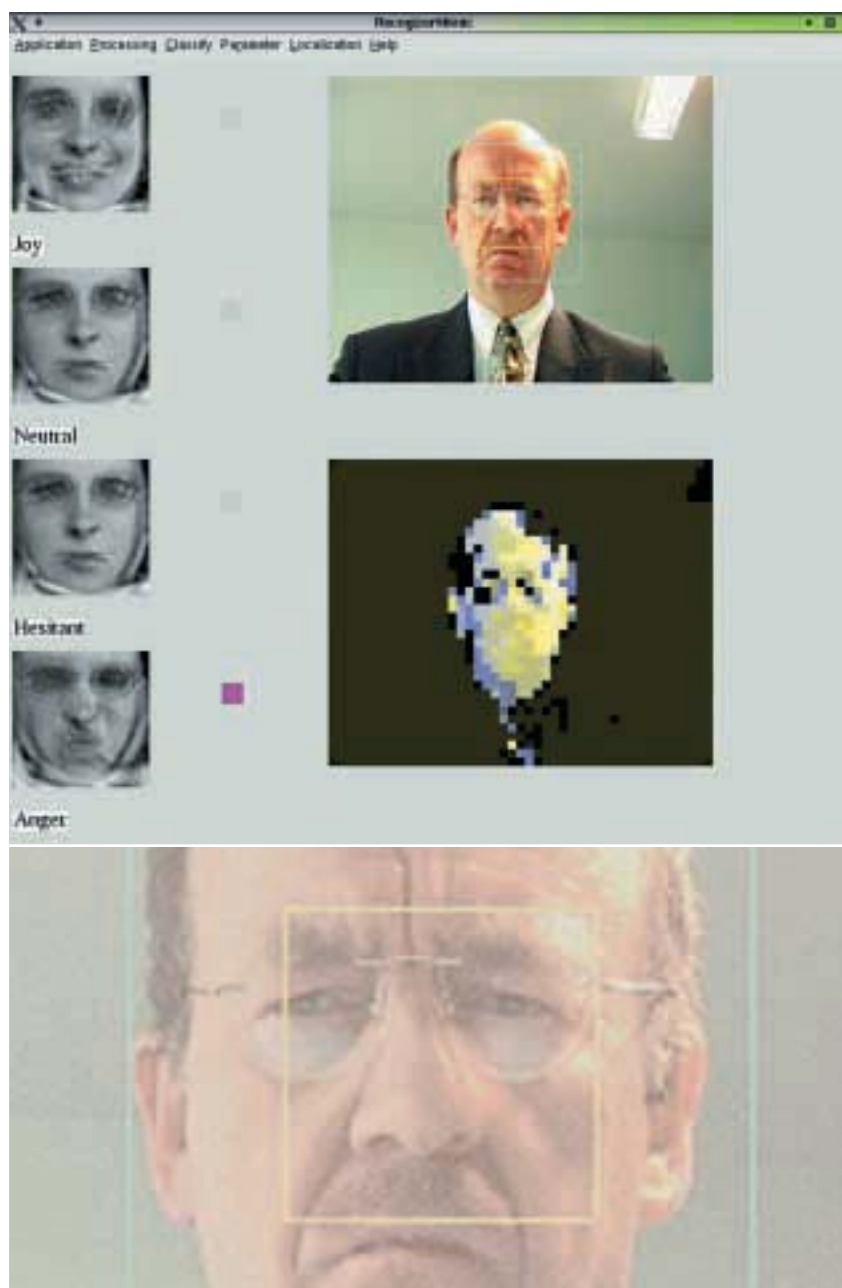 Application Processing Classify Parameter Localization Help
Joy
Neutral
Hesitant
Anger